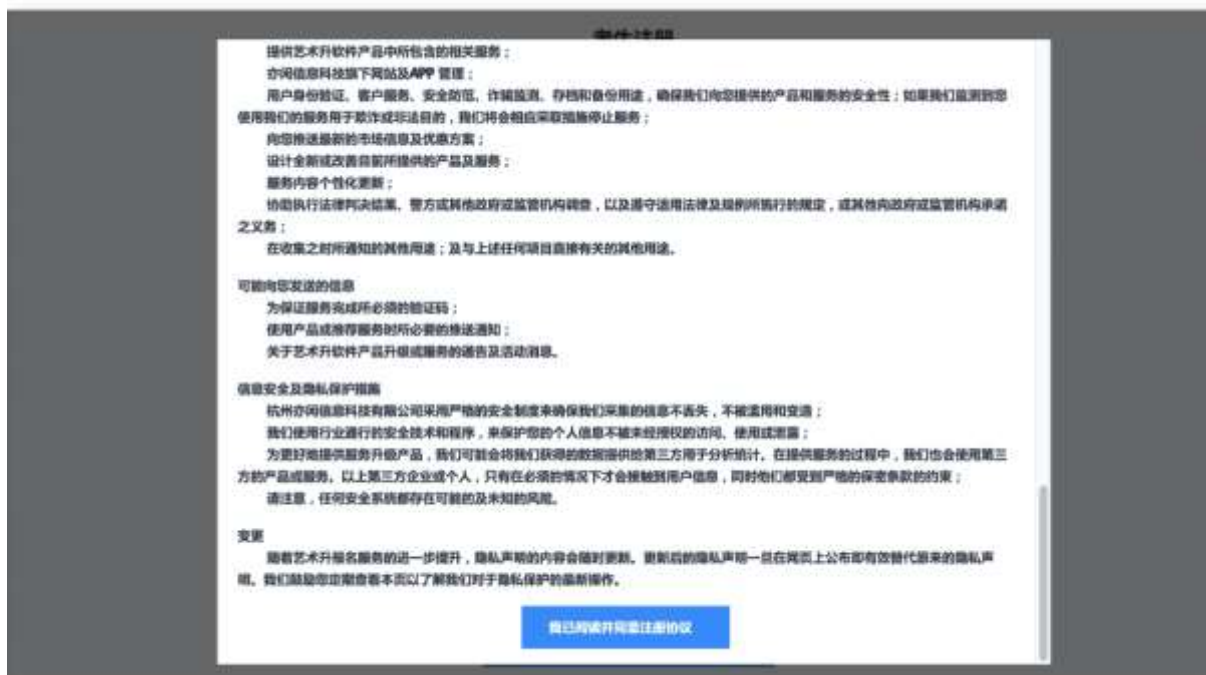 考生注册
提供艺术升软件产品中所包含的相关服务；
亦闲信息科技旗下网站及APP 管理；
用户身份验证、客户服务、安全防范、诈骗监测、存档和备份用途，确保我们向您提供的产品和服务的安全性；如果我们监测到您
使用我们的服务用于欺诈或非法目的，我们将会相应采取措施停止服务；
向您推送最新的市场信息及优惠方案；
设计全新或改善目前所提供的产品及服务；
服务内容个性化更新；
协助执行法律判决结果、警方或其他政府或监管机构调查，以及遵守适用法律及规例所施行的规定，或其他向政府或监管机构承诺
之义务；
在收集之时所通知的其他用途；及与上述任何项目直接有关的其他用途。
可能向您发送的信息
为保证服务完成所必须的验证码；
使用产品或推荐服务时所必要的推送通知；
关于艺术升软件产品升级或服务的通告及活动消息。
信息安全及隐私保护措施
杭州亦闲信息科技有限公司采用严格的安全制度来确保我们采集的信息不丢失，不被滥用和变造；
我们使用行业通行的安全技术和程序，来保护您的个人信息不被未经授权的访问、使用或泄露；
为更好地提供服务升级产品，我们可能会将我们获得的数据提供给第三方用于分析统计。在提供服务的过程中，我们也会使用第三
方的产品或服务。以上第三方企业或个人，只有在必须的情况下才会接触到用户信息，同时他们都受到严格的保密条款的约束；
请注意，任何安全系统都存在可能的及未知的风险。
变更
随着艺术升报名服务的进一步提升，隐私声明的内容会随时更新。更新后的隐私声明一旦在网页上公布即有效替代原来的隐私声
明。我们鼓励您定期查看本页以了解我们对于隐私保护的最新操作。
我已阅读并同意注册协议